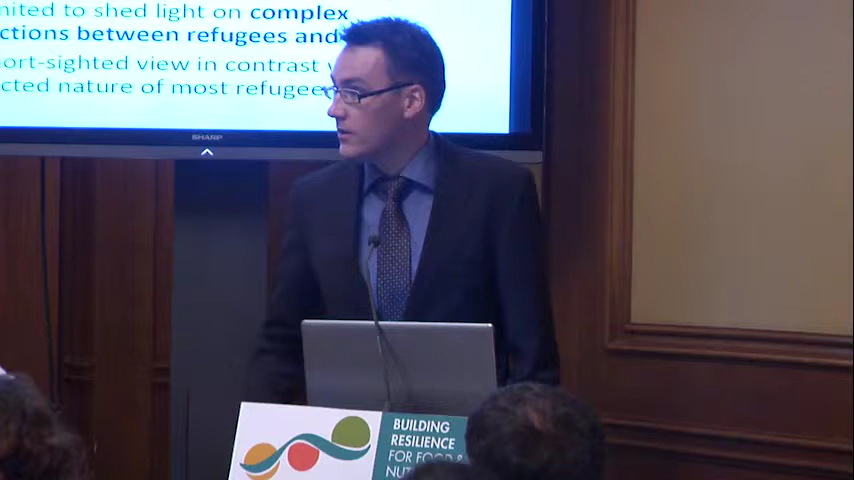 nited to shed light on complex
ctions between refugees and
ort-sighted view in contrast
cted nature of most refugee
SHARP
BUILDING
RESILIENCE
FOR FOOD &
NUT